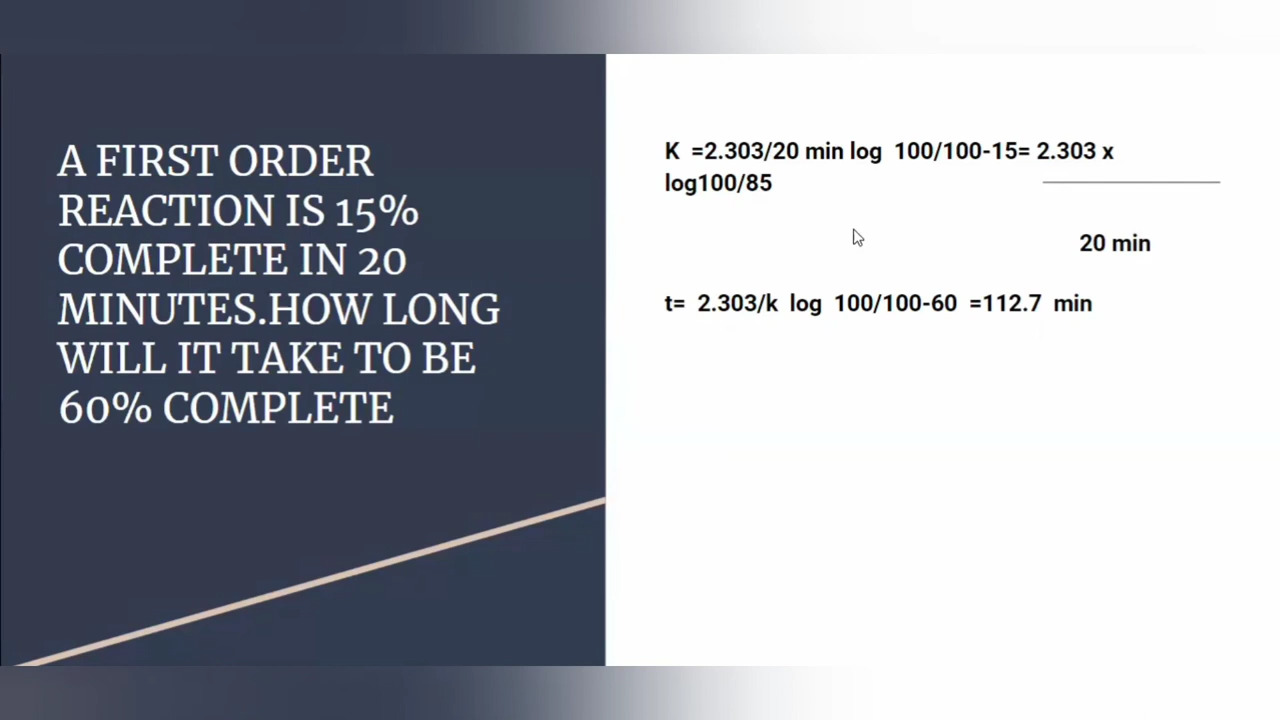 A FIRST ORDER
REACTION IS 15%
COMPLETE IN 20
MINUTES.HOW LONG
WILL IT TAKE TO BE
60% COMPLETE
K =2.303/20 min log 100/100-15= 2.303 x
log100/85
20 min
t= 2.303/k log 100/100-60 =112.7 min